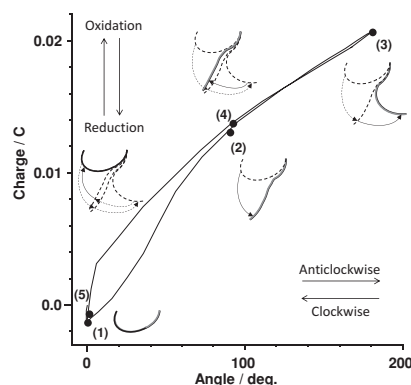 Oxidation
Reduction
0.02
0.01
0.0
Charge / C
(3)
(4)
(2)
(5)
(1)
Anticlockwise
Clockwise
0
100
200
Angle / deg.